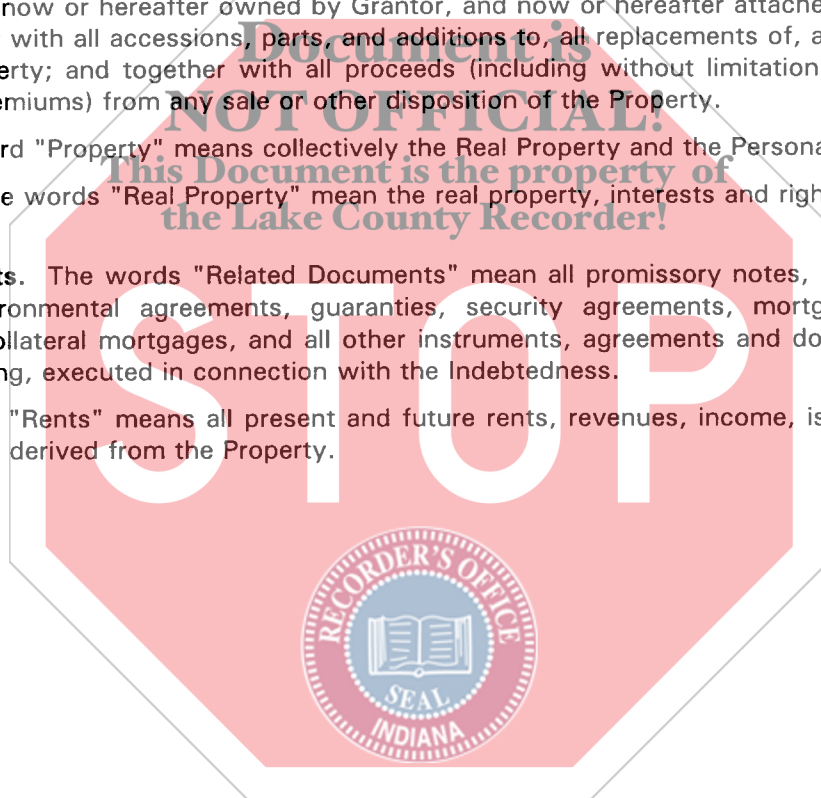 now or hereafter owned by Grantor, and now or hereafter attache
with all accessions, parts, and additions to, all replacements of, a
erty; and together with all proceeds (including without limitation
emiums) from any sale or other disposition of the Property.
rd "Property" means collectively the Real Property and the Persona
e words "Real Property" mean the real property, interests and righ
ts. The words "Related Documents" mean all promissory notes,
ronmental agreements, guaranties, security agreements, mortg
ollateral mortgages, and all other instruments, agreements and do
ng, executed in connection with the Indebtedness.
"Rents" means all present and future rents, revenues, income, is
derived from the Property.
Document is
NOT OFFICIAL!
This Document is the property of
the Lake County Recorder!
STOP
RECORDER'S OFFICE
SEAL
INDIANA